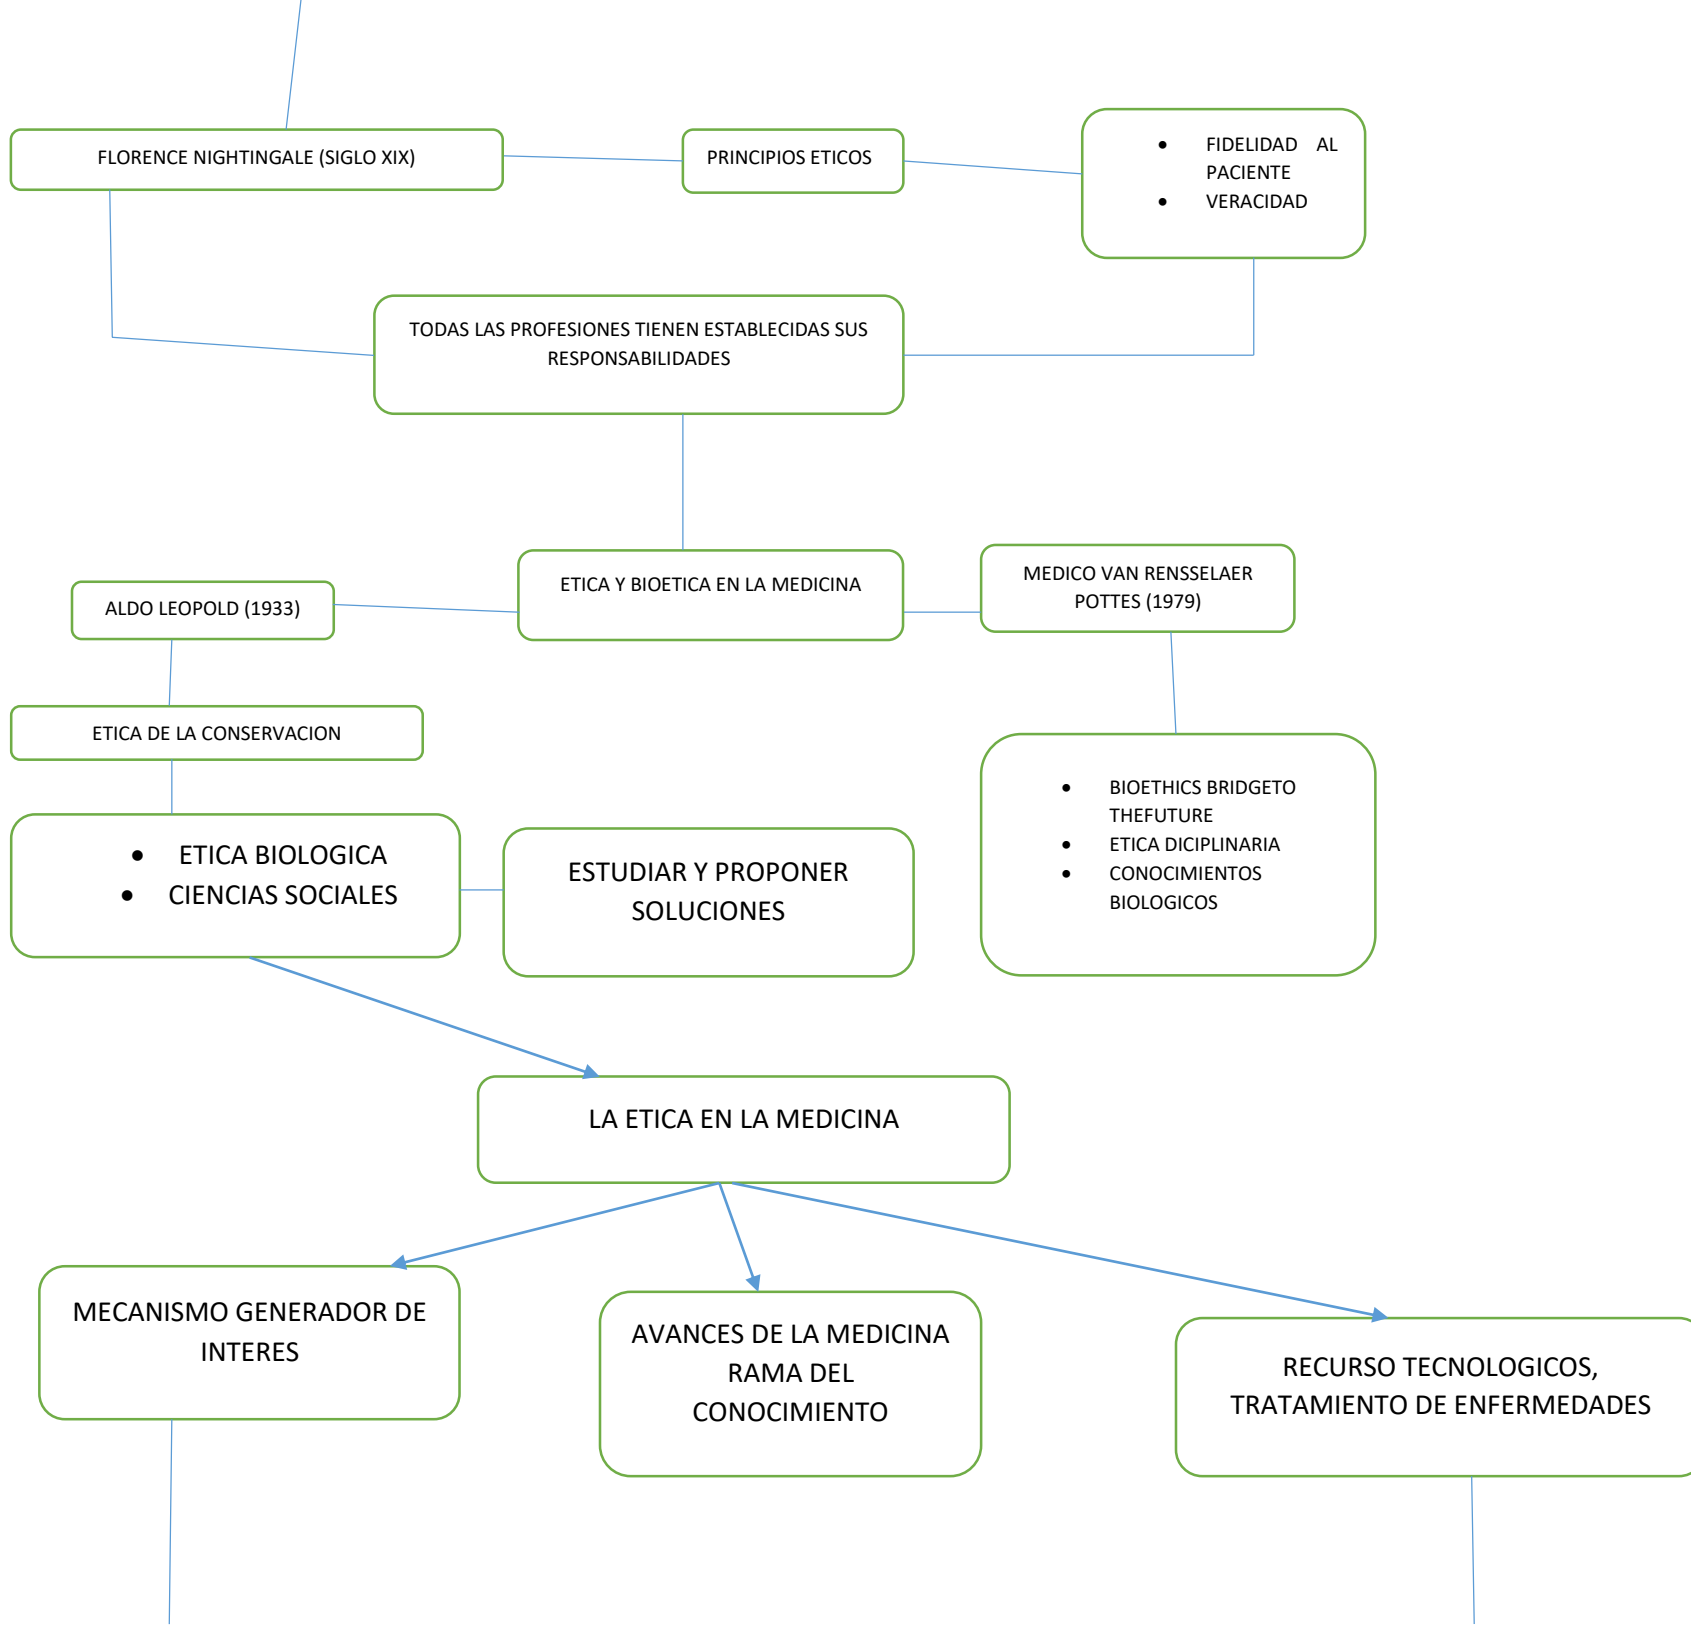 FLORENCE NIGHTINGALE (SIGLO XIX)
PRINCIPIOS ETICOS
• FIDELIDAD AL
PACIENTE
• VERACIDAD
TODAS LAS PROFESIONES TIENEN ESTABLECIDAS SUS
RESPONSABILIDADES
ETICA Y BIOETICA EN LA MEDICINA
MEDICO VAN RENSSELAER
POTTES (1979)
ALDO LEOPOLD (1933)
ETICA DE LA CONSERVACION
• BIOETHICS BRIDGETO
THEFUTURE
• ETICA DICIPLINARIA
• CONOCIMIENTOS
BIOLOGICOS
• ETICA BIOLOGICA
• CIENCIAS SOCIALES
ESTUDIAR Y PROPONER
SOLUCIONES
LA ETICA EN LA MEDICINA
MECANISMO GENERADOR DE
INTERES
AVANCES DE LA MEDICINA
RAMA DEL
CONOCIMIENTO
RECURSO TECNOLOGICOS,
TRATAMIENTO DE ENFERMEDADES